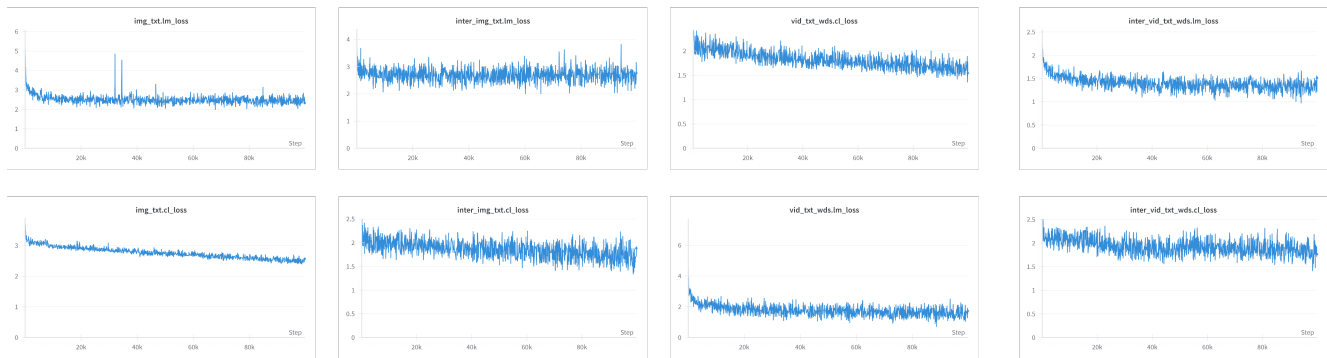 img_txt.lm_loss
6
5
4
3
2
1
0
20k 40k 60k 80k
Step
inter_img_txt.lm_loss
4
3
2
1
0
20k 40k 60k 80k
Step
vid_txt_wds.cl_loss
2
1.5
1
0.5
0
20k 40k 60k 80k
Step
inter_vid_txt_wds.lm_loss
2.5
2
1.5
1
0.5
0
20k 40k 60k 80k
Step
img_txt.cl_loss
3
2
1
0
20k 40k 60k 80k
Step
inter_img_txt.cl_loss
2.5
2
1.5
1
0.5
0
20k 40k 60k 80k
Step
vid_txt_wds.lm_loss
6
4
2
0
20k 40k 60k 80k
Step
inter_vid_txt_wds.cl_loss
2.5
2
1.5
1
0.5
0
20k 40k 60k 80k
Step